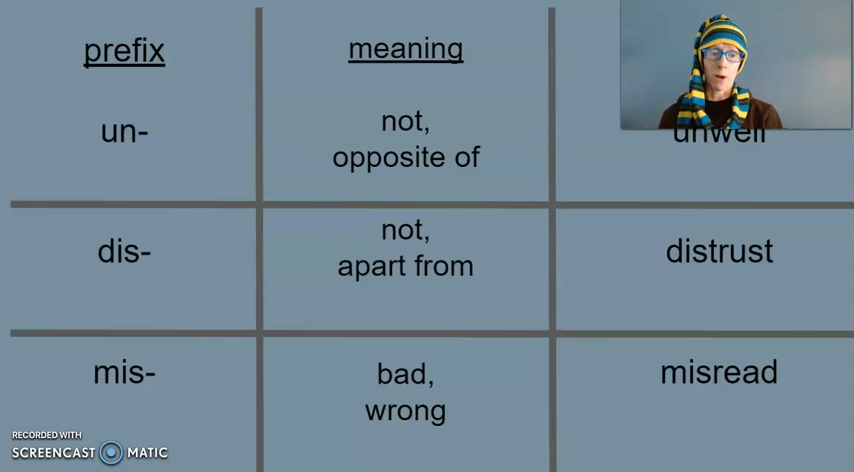 prefix
meaning
un-
not,
opposite of
unwell
dis-
not,
apart from
distrust
mis-
bad,
wrong
misread
RECORDED WITH
SCREENCAST MATIC